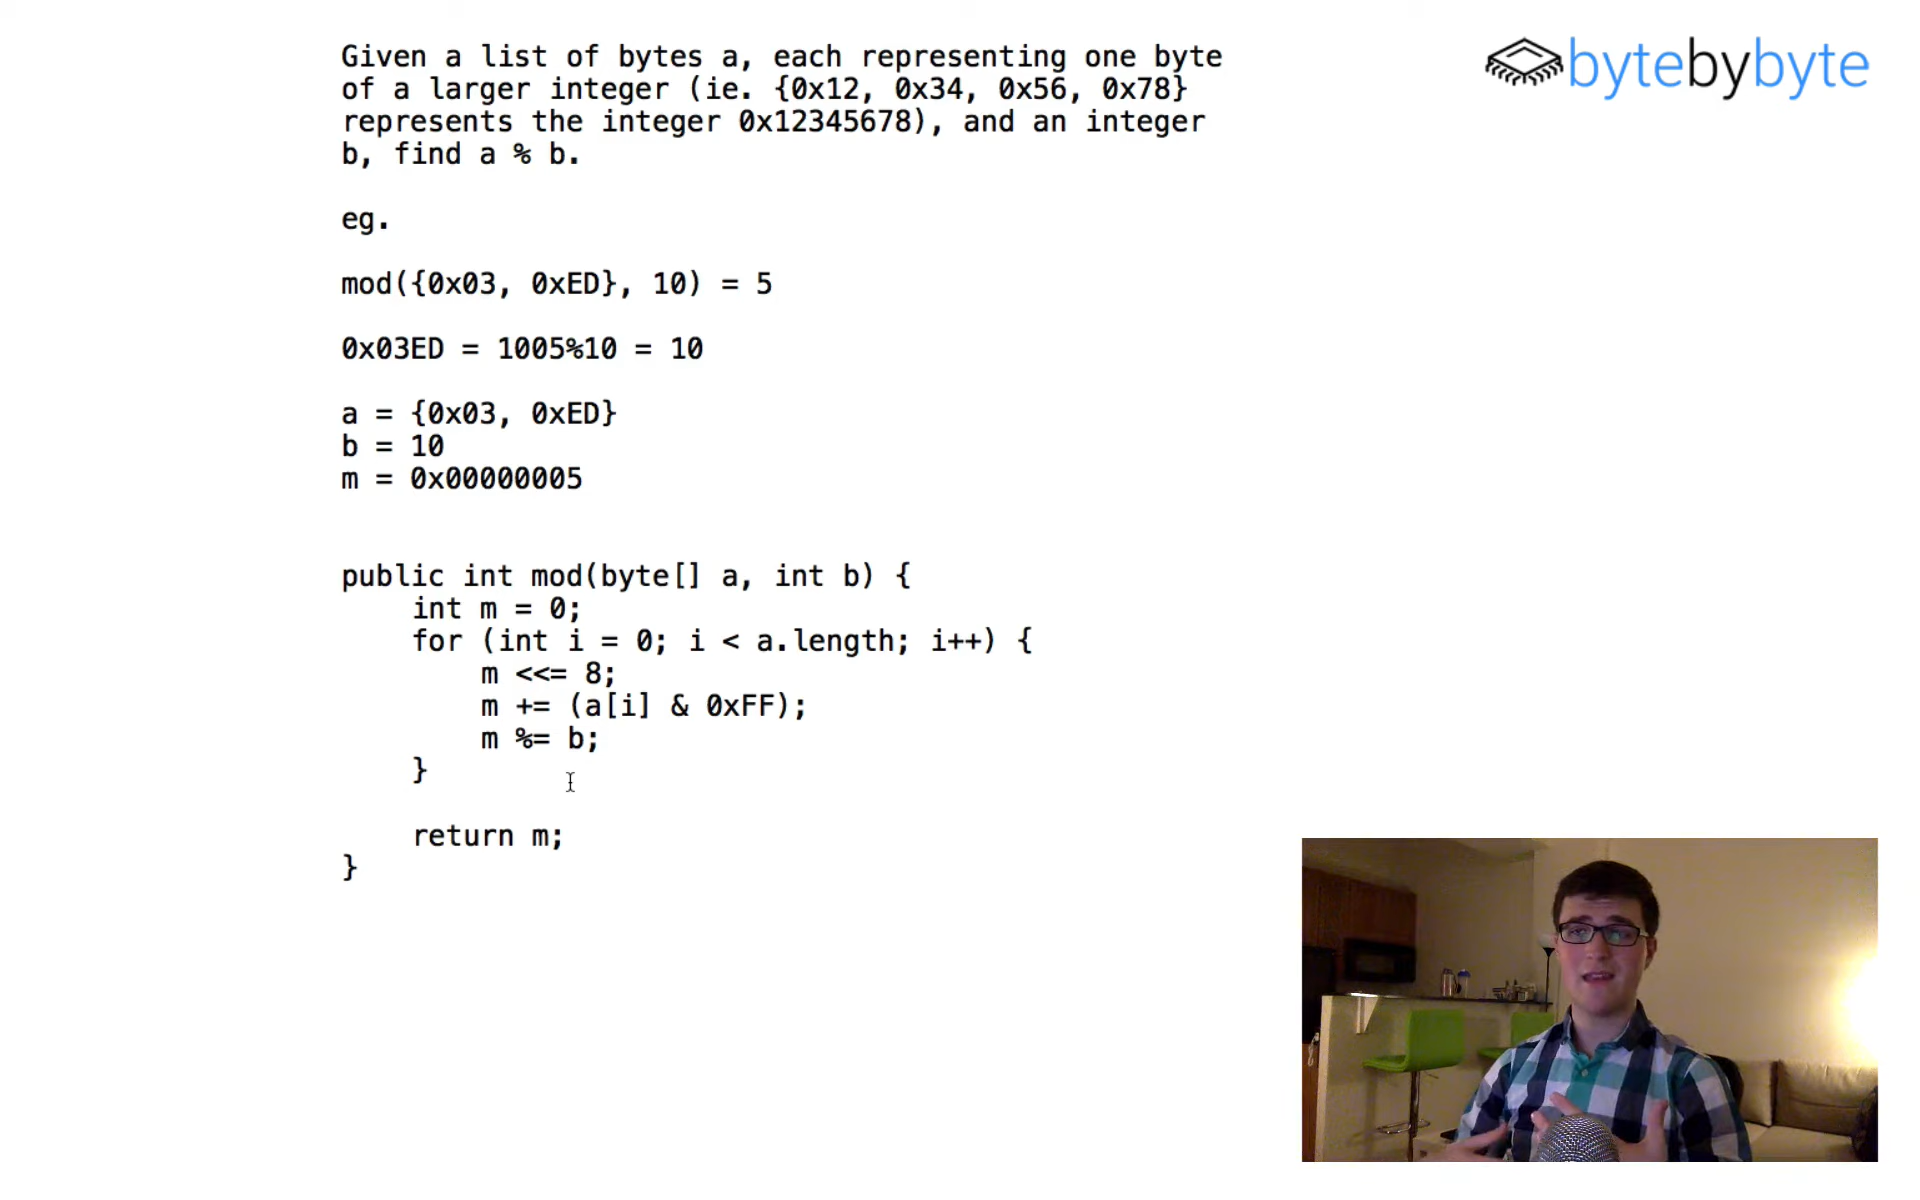 Given a list of bytes a, each representing one byte
of a larger integer (ie. {0x12, 0x34, 0x56, 0x78}
represents the integer 0x12345678), and an integer
b, find a % b.
eg.
mod({0x03, 0xED}, 10) = 5
0x03ED = 1005%10 = 10
a = {0x03, 0xED}
b = 10
m = 0x00000005
public int mod(byte[] a, int b) {
int m = 0;
for (int i = 0; i < a.length; i++) {
m <<= 8;
m += (a[i] & 0xFF);
m %= b;
}
return m;
}
bytebybyte